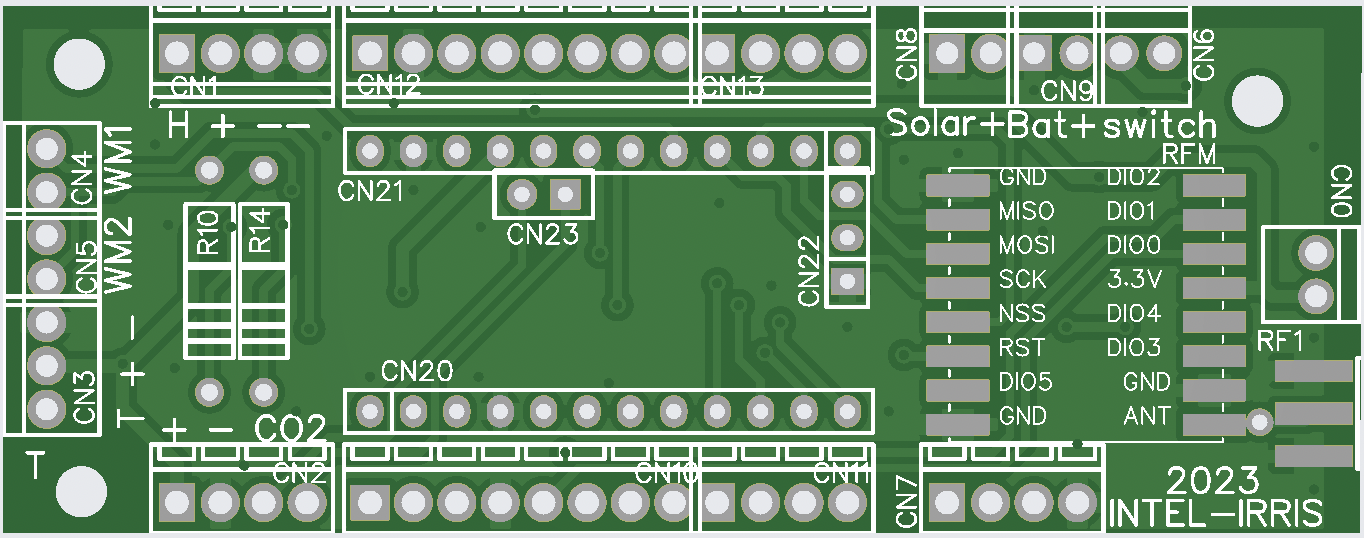 CN1
CN12
CN13
CN8
CN9
CN6
H + --
Solar+Bat+switch
RFM
CN4
WM1
CN21
CN0
GND DIO2
MISO DIO1
MOSI DIO0
SCK 3.3V
NSS DIO4
RST DIO3
DIO5 GND
GND ANT
R10
R14
CN5
WM2
CN23
CN22
RF1
CN3
T + -
CN20
+ - CO2
T
CN2
CN10
CN11
CN7
2023
INTEL-IRRIS